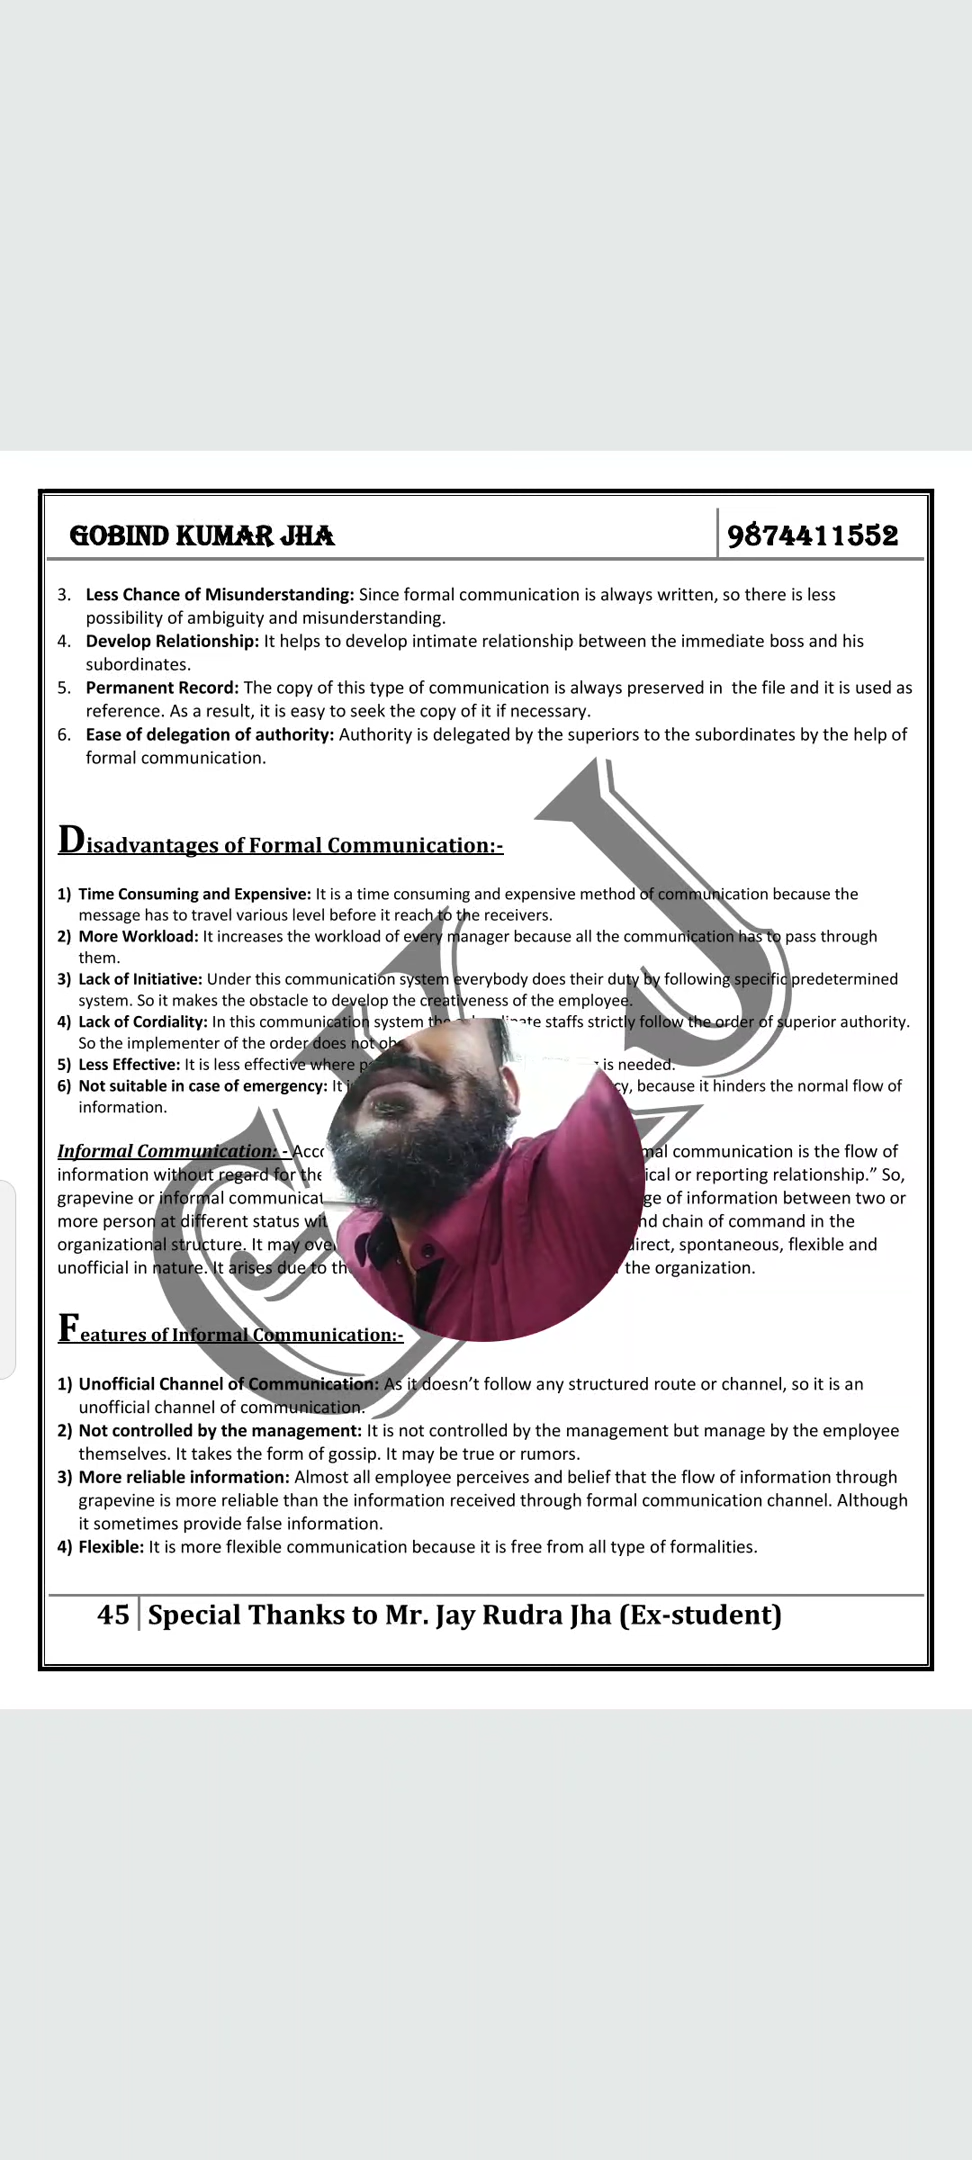 GOBIND KUMAR JHA
9874411552
3. Less Chance of Misunderstanding: Since formal communication is always written, so there is less
possibility of ambiguity and misunderstanding.
4. Develop Relationship: It helps to develop intimate relationship between the immediate boss and his
subordinates.
5. Permanent Record: The copy of this type of communication is always preserved in the file and it is used as
reference. As a result, it is easy to seek the copy of it if necessary.
6. Ease of delegation of authority: Authority is delegated by the superiors to the subordinates by the help of
formal communication.
Disadvantages of Formal Communication:-
1) Time Consuming and Expensive: It is a time consuming and expensive method of communication because the
message has to travel various level before it reach to the receivers.
2) More Workload: It increases the workload of every manager because all the communication has to pass through
them.
3) Lack of Initiative: Under this communication system everybody does their duty by following specific predetermined
system. So it makes the obstacle to develop the creativeness of the employee.
4) Lack of Cordiality: In this communication system staffs strictly follow the order of superior authority.
So the implementer of the order does not
5) Less Effective: It is less effective where is needed.
6) Not suitable in case of emergency: It because it hinders the normal flow of
information.
Informal Communication: - communication is the flow of
information without regard for the or reporting relationship.” So,
grapevine or informal of information between two or
more person at different status chain of command in the
organizational structure. It may direct, spontaneous, flexible and
unofficial in nature. It arises due to the organization.
Features of Informal Communication:-
1) Unofficial Channel of Communication: As it doesn’t follow any structured route or channel, so it is an
unofficial channel of communication.
2) Not controlled by the management: It is not controlled by the management but manage by the employee
themselves. It takes the form of gossip. It may be true or rumors.
3) More reliable information: Almost all employee perceives and belief that the flow of information through
grapevine is more reliable than the information received through formal communication channel. Although
it sometimes provide false information.
4) Flexible: It is more flexible communication because it is free from all type of formalities.
45 Special Thanks to Mr. Jay Rudra Jha (Ex-student)